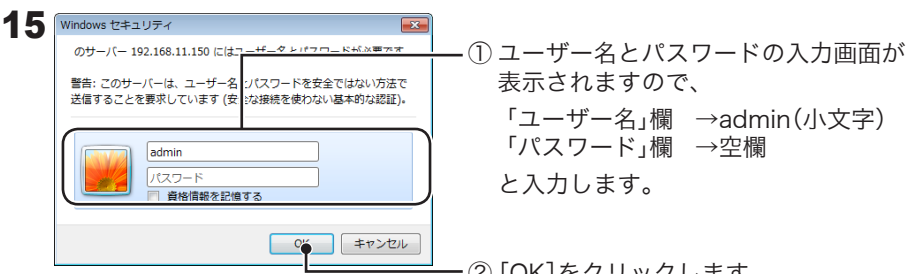 15
Windows セキュリティ
のサーバー 192.168.11.150 にはユーザー名とパスワードが必要です
警告: このサーバーは、ユーザー名とパスワードを安全ではない方法で
送信することを要求しています (安全な接続を使わない基本的な認証)。
admin
パスワード
資格情報を記憶する
OK
キャンセル
① ユーザー名とパスワードの入力画面が
表示されますので、
「ユーザー名」欄 →admin(小文字)
「パスワード」欄 →空欄
と入力します。
② [OK]をクリックします